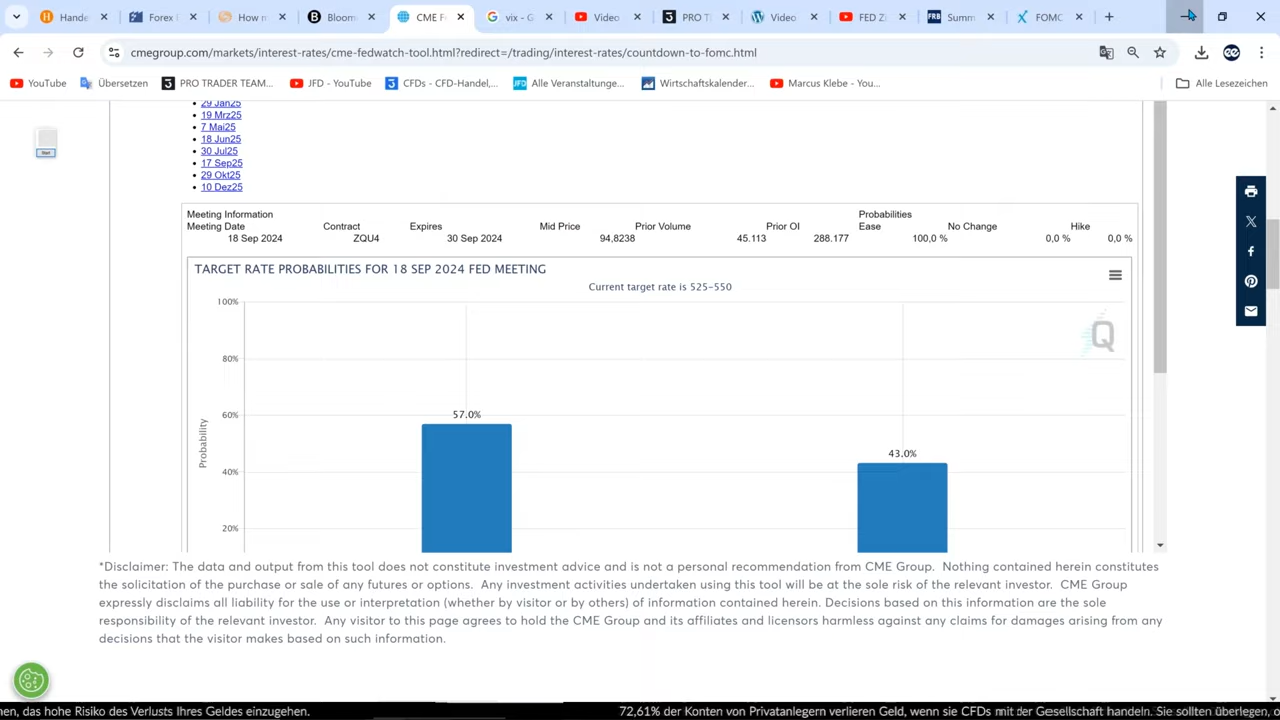 Hande
Forex
How m
Bloom
CME F
vix - G
Video
PRO T
Video
FED Zi
Summ
FOMC
cmegroup.com/markets/interest-rates/cme-fedwatch-tool.html?redirect=/trading/interest-rates/countdown-to-fomc.html
YouTube
Übersetzen
PRO TRADER TEAM...
JFD - YouTube
CFDs - CFD-Handel,...
Alle Veranstaltunge...
Wirtschaftskalender...
Marcus Klebe - You...
Alle Lesezeichen
29 Jan25
19 Mrz25
7 Mai25
18 Jun25
30 Jul25
17 Sep25
29 Okt25
10 Dez25
Meeting Information
Probabilities
Meeting Date Contract Expires Mid Price Prior Volume Prior OI Ease No Change Hike
18 Sep 2024 ZQU4 30 Sep 2024 94,8238 45.113 288.177 100,0 % 0,0 % 0,0 %
TARGET RATE PROBABILITIES FOR 18 SEP 2024 FED MEETING
Current target rate is 525-550
100%
80%
60%
40%
20%
Probability
57.0%
43.0%
Q
*Disclaimer: The data and output from this tool does not constitute investment advice and is not a personal recommendation from CME Group. Nothing contained herein constitutes
the solicitation of the purchase or sale of any futures or options. Any investment activities undertaken using this tool will be at the sole risk of the relevant investor. CME Group
expressly disclaims all liability for the use or interpretation (whether by visitor or by others) of information contained herein. Decisions based on this information are the sole
responsibility of the relevant investor. Any visitor to this page agrees to hold the CME Group and its affiliates and licensors harmless against any claims for damages arising from any
decisions that the visitor makes based on such information.
nen, das hohe Risiko des Verlusts Ihres Geldes einzugehen. 72,61% der Konten von Privatanlegern verlieren Geld, wenn sie CFDs mit der Gesellschaft handeln. Sie sollten überlegen, o